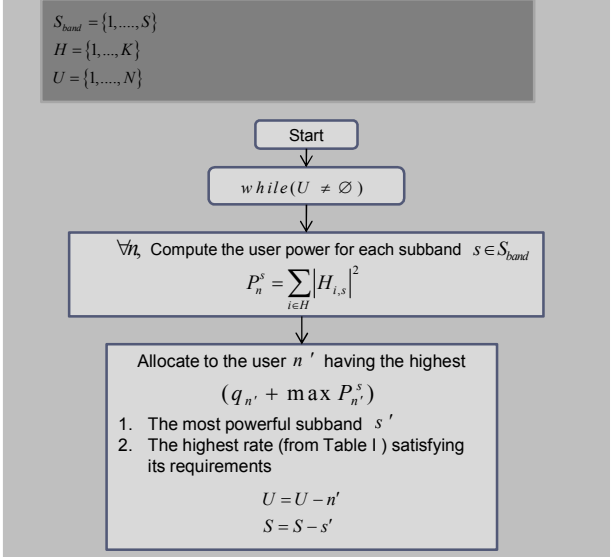 S_band = {1,....,S}
H = {1,...,K}
U = {1,....,N}
Start
while(U ≠ ∅)
∀n, Compute the user power for each subband s ∈ S_band
P_n^s = ∑_{i∈H} |H_{i,s}|^2
Allocate to the user n ′ having the highest
(q_{n′} + max P_{n′}^s)
1. The most powerful subband s ′
2. The highest rate (from Table I ) satisfying
its requirements
U = U − n′
S = S − s′